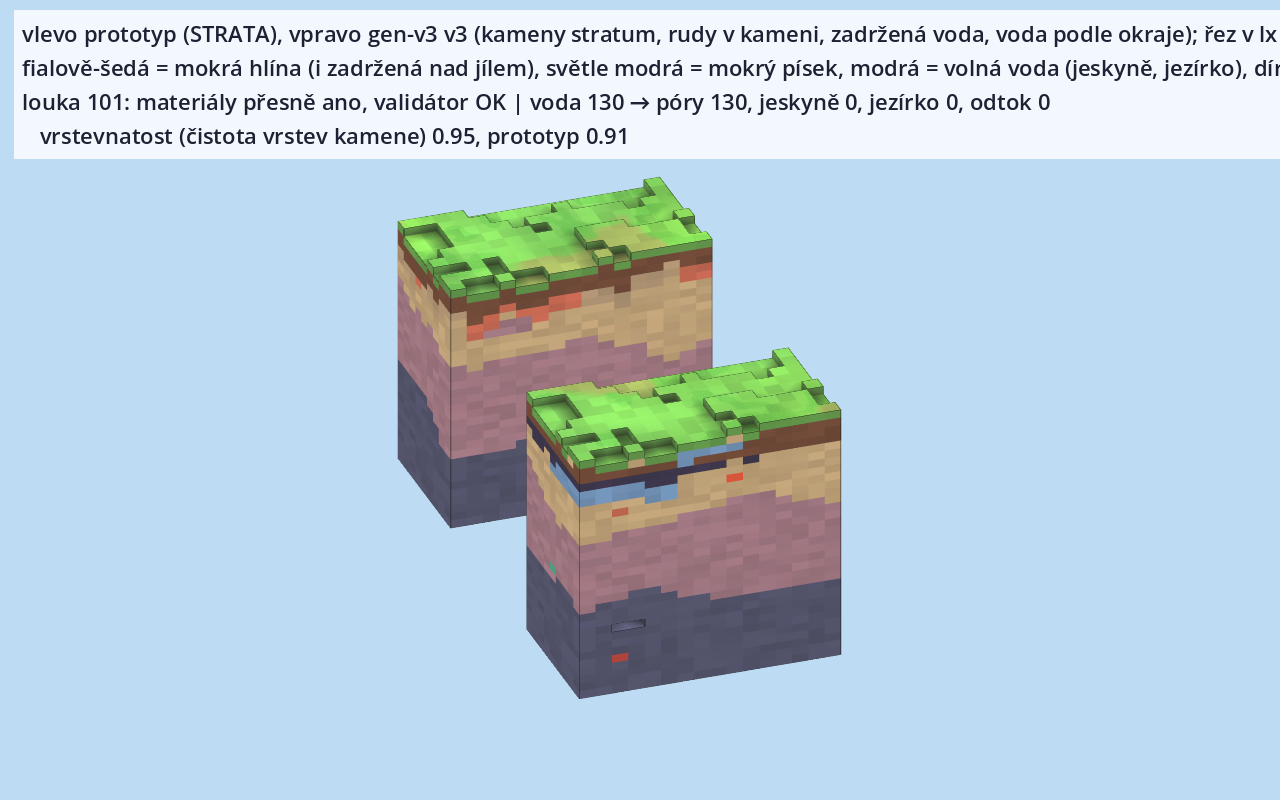 vlevo prototyp (STRATA), vpravo gen-v3 v3 (kameny stratum, rudy v kameni, zadržená voda, voda podle okraje); řez v lx
fialově-šedá = mokrá hlína (i zadržená nad jílem), světle modrá = mokrý písek, modrá = volná voda (jeskyně, jezírko),
louka 101: materiály přesně ano, validátor OK | voda 130 → póry 130, jeskyně 0, jezírko 0, odtok 0
vrstevnatost (čistota vrstev kamene) 0.95, prototyp 0.91